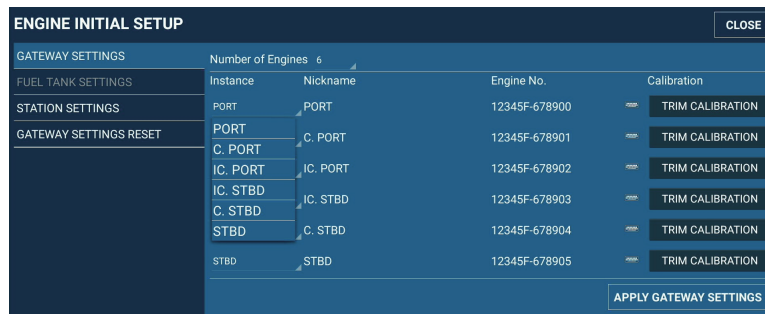 ENGINE INITIAL SETUP
CLOSE
GATEWAY SETTINGS
Number of Engines 6
FUEL TANK SETTINGS
Instance Nickname Engine No. Calibration
STATION SETTINGS
PORT PORT 12345F-678900 TRIM CALIBRATION
GATEWAY SETTINGS RESET
PORT
C. PORT 12345F-678901 TRIM CALIBRATION
C. PORT
IC. PORT IC. PORT 12345F-678902 TRIM CALIBRATION
IC. STBD
IC. STBD 12345F-678903 TRIM CALIBRATION
C. STBD
STBD C. STBD 12345F-678904 TRIM CALIBRATION
STBD STBD 12345F-678905 TRIM CALIBRATION
APPLY GATEWAY SETTINGS